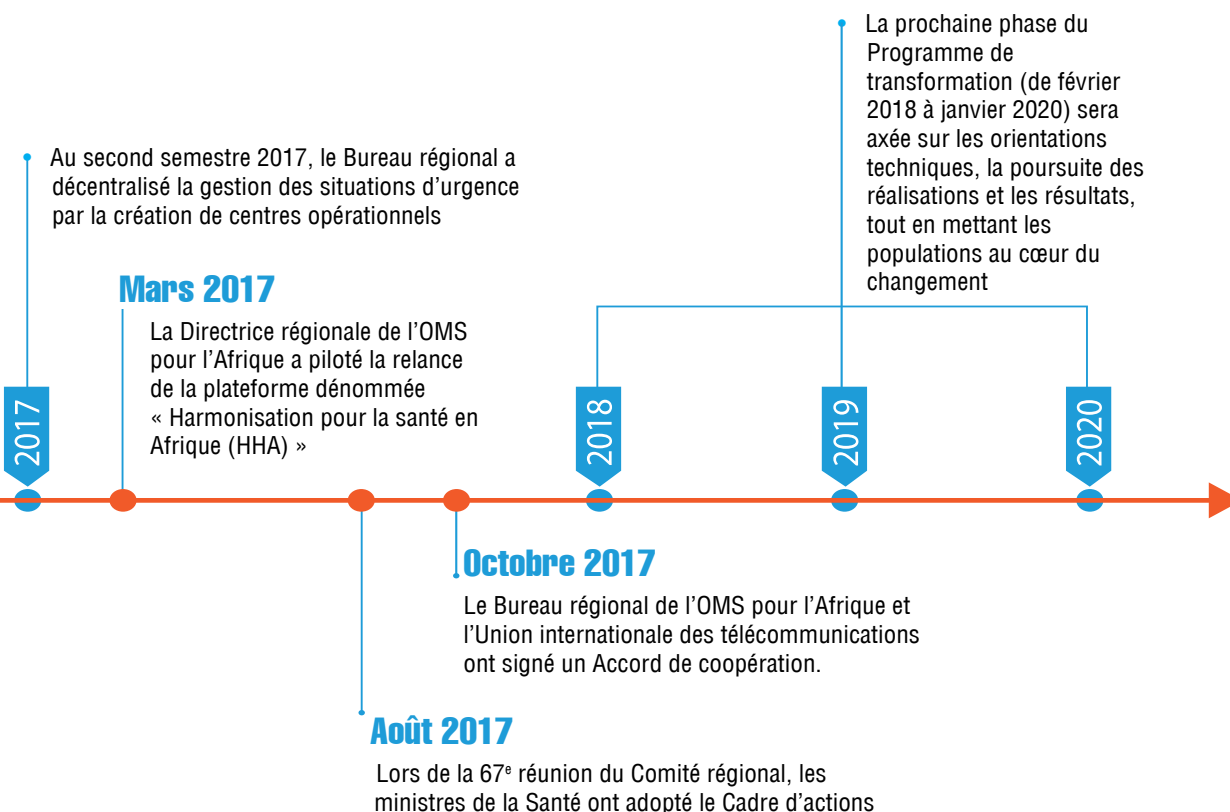 La prochaine phase du
Programme de
transformation (de février
2018 à janvier 2020) sera
axée sur les orientations
techniques, la poursuite des
réalisations et les résultats,
tout en mettant les
populations au cœur du
changement
Au second semestre 2017, le Bureau régional a
décentralisé la gestion des situations d’urgence
par la création de centres opérationnels
Mars 2017
La Directrice régionale de l’OMS
pour l’Afrique a piloté la relance
de la plateforme dénommée
« Harmonisation pour la santé en
Afrique (HHA) »
2017
2018
2019
2020
Octobre 2017
Le Bureau régional de l’OMS pour l’Afrique et
l’Union internationale des télécommunications
ont signé un Accord de coopération.
Août 2017
Lors de la 67e réunion du Comité régional, les
ministres de la Santé ont adopté le Cadre d’actions